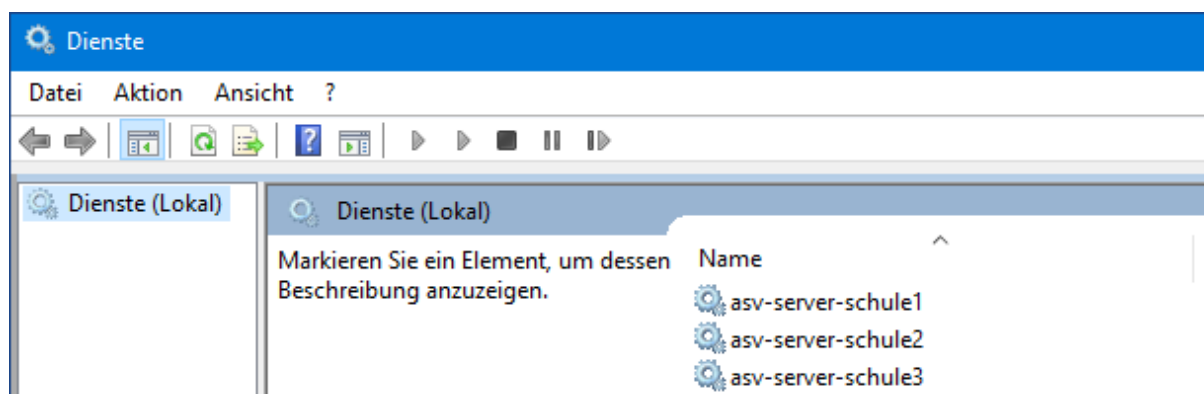 Dienste
Datei Aktion Ansicht ?
Dienste (Lokal)
Dienste (Lokal)
Markieren Sie ein Element, um dessen
Beschreibung anzuzeigen.
Name
asv-server-schule1
asv-server-schule2
asv-server-schule3